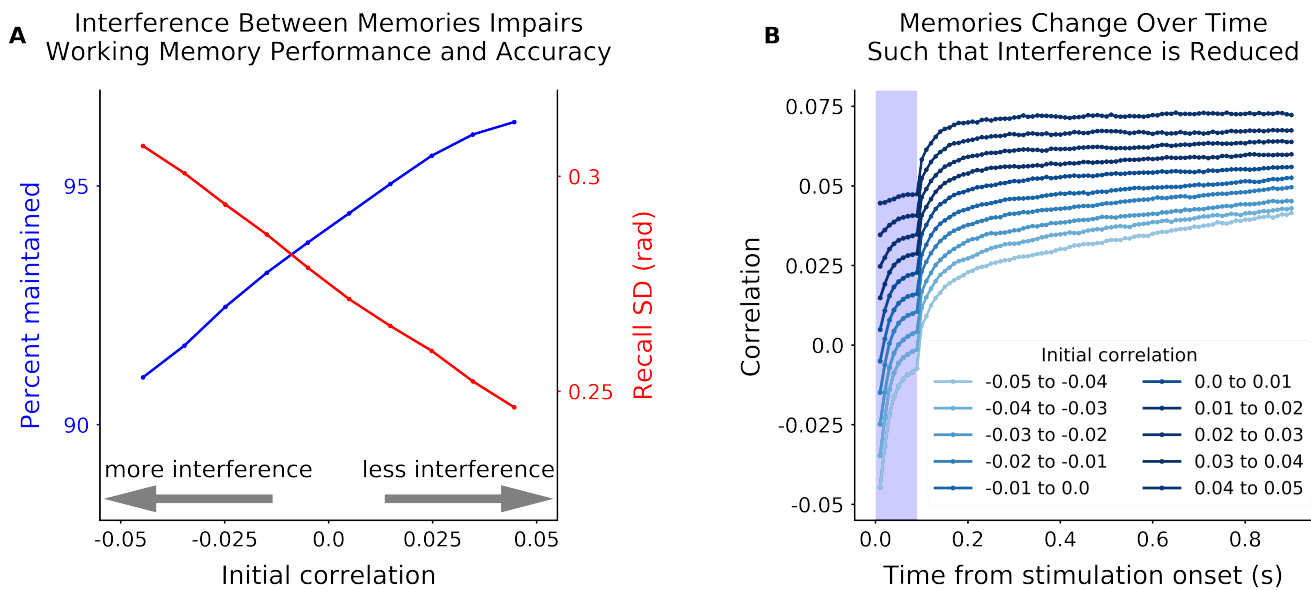 A
Interference Between Memories Impairs
Working Memory Performance and Accuracy
Percent maintained
95
90
0.3
0.25
Recall SD (rad)
more interference
less interference
-0.05
-0.025
0.0
0.025
0.05
Initial correlation
B
Memories Change Over Time
Such that Interference is Reduced
Correlation
0.075
0.05
0.025
0.0
-0.025
-0.05
Initial correlation
-0.05 to -0.04
-0.04 to -0.03
-0.03 to -0.02
-0.02 to -0.01
-0.01 to 0.0
0.0 to 0.01
0.01 to 0.02
0.02 to 0.03
0.03 to 0.04
0.04 to 0.05
0.0
0.2
0.4
0.6
0.8
Time from stimulation onset (s)